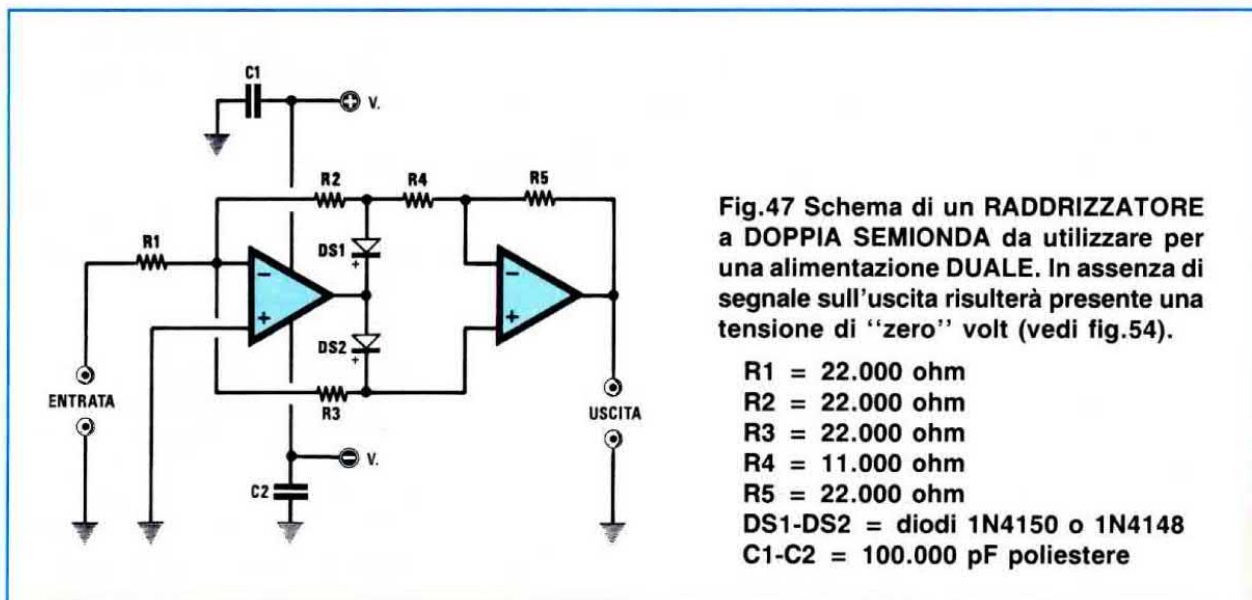 C1
V.
R2
R4
R5
R1
DS1
DS2
R3
ENTRATA
USCITA
V.
C2
Fig.47 Schema di un RADDRIZZATORE
a DOPPIA SEMIONDA da utilizzare per
una alimentazione DUALE. In assenza di
segnale sull'uscita risulterà presente una
tensione di ‘‘zero’’ volt (vedi fig.54).
R1 = 22.000 ohm
R2 = 22.000 ohm
R3 = 22.000 ohm
R4 = 11.000 ohm
R5 = 22.000 ohm
DS1-DS2 = diodi 1N4150 o 1N4148
C1-C2 = 100.000 pF poliestere